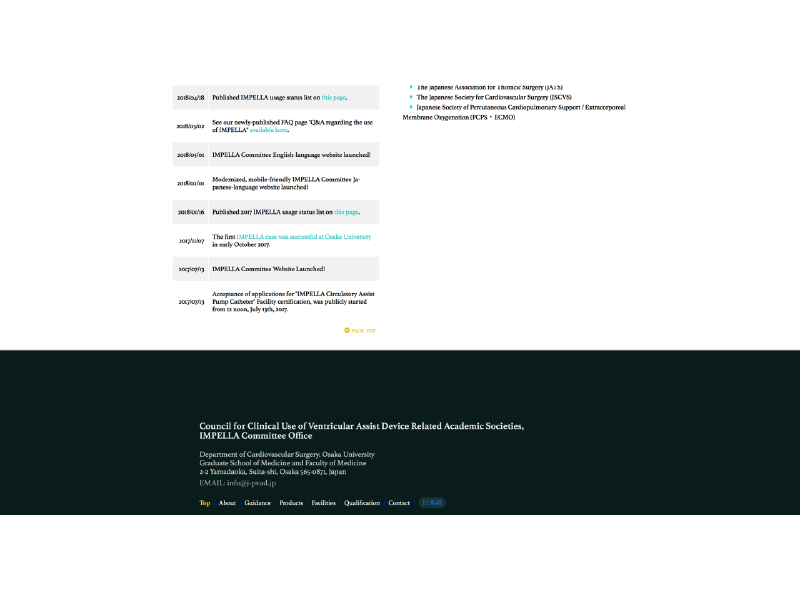 2018/04/18 Published IMPELLA usage status list on this page.
2018/03/02 See our newly-published FAQ page "Q&A regarding the use
of IMPELLA" available here.
2018/03/01 IMPELLA Committee English-language website launched!
2018/02/01 Modernized, mobile-friendly IMPELLA Committee Ja-
panese-language website launched!
2018/01/16 Published 2017 IMPELLA usage status list on this page.
2017/11/07 The first IMPELLA case was successful at Osaka University
in early October 2017.
2017/07/13 IMPELLA Committee Website Launched!
2017/07/13 Acceptance of applications for "IMPELLA Circulatory Assist
Pump Catheter" Facility certification, was publicly started
from 12 noon, July 13th, 2017.
PAGE TOP
The Japanese Association for Thoracic Surgery (JATS)
The Japanese Society for Cardiovascular Surgery (JSCVS)
Japanese Society of Percutaneous Cardiopulmonary Support / Extracorporeal
Membrane Oxygenation (PCPS・ECMO)
Council for Clinical Use of Ventricular Assist Device Related Academic Societies,
IMPELLA Committee Office
Department of Cardiovascular Surgery, Osaka University
Graduate School of Medicine and Faculty of Medicine
2-2 Yamadaoka, Suita-shi, Osaka 565-0871, Japan
EMAIL: info@j-pvad.jp
Top About Guidance Products Facilities Qualification Contact